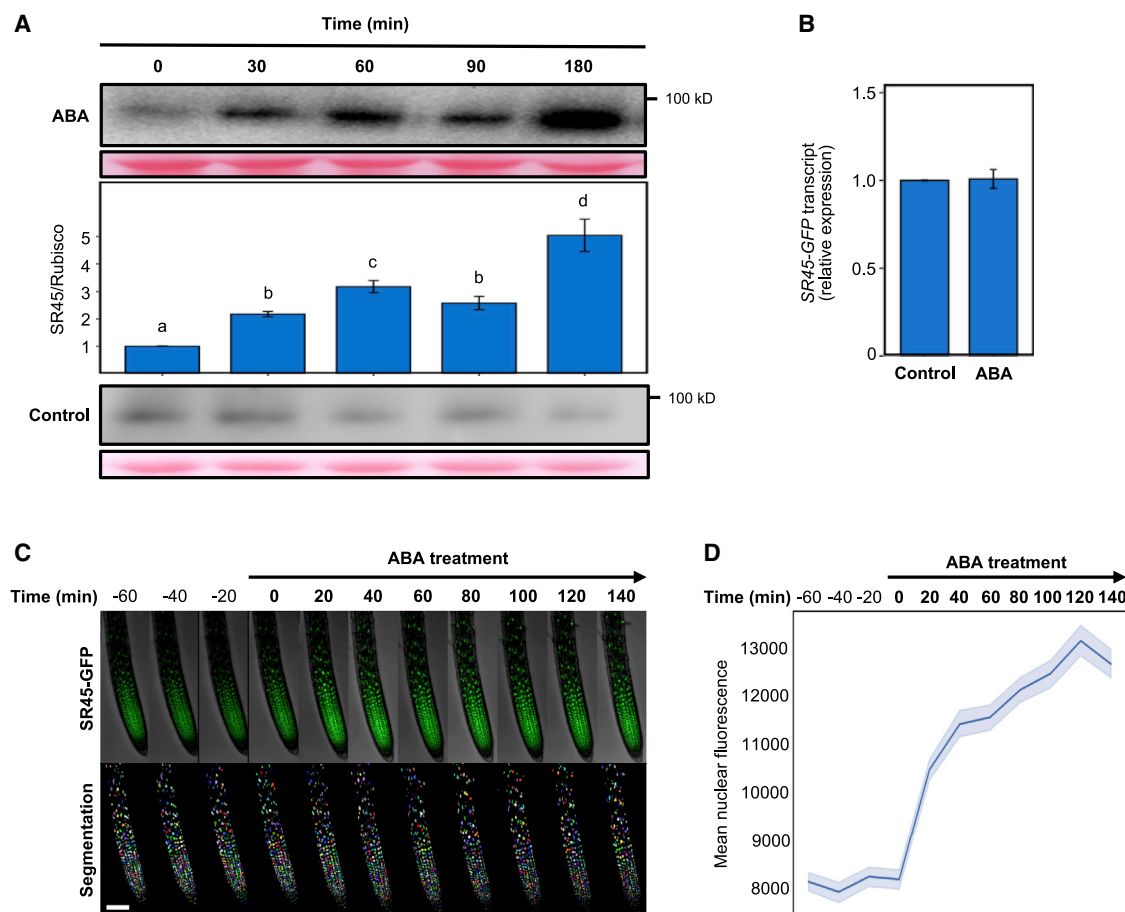 A
Time (min)
0 30 60 90 180
ABA
100 kD
SR45/Rubisco
5
4
3
2
1
a b c b d
Control
100 kD
B
SR45-GFP transcript
(relative expression)
1.5
1.0
0.5
0
Control ABA
C
ABA treatment
Time (min) -60 -40 -20 0 20 40 60 80 100 120 140
SR45-GFP
Segmentation
D
ABA treatment
Time (min) -60 -40 -20 0 20 40 60 80 100 120 140
Mean nuclear fluorescence
13000
12000
11000
10000
9000
8000